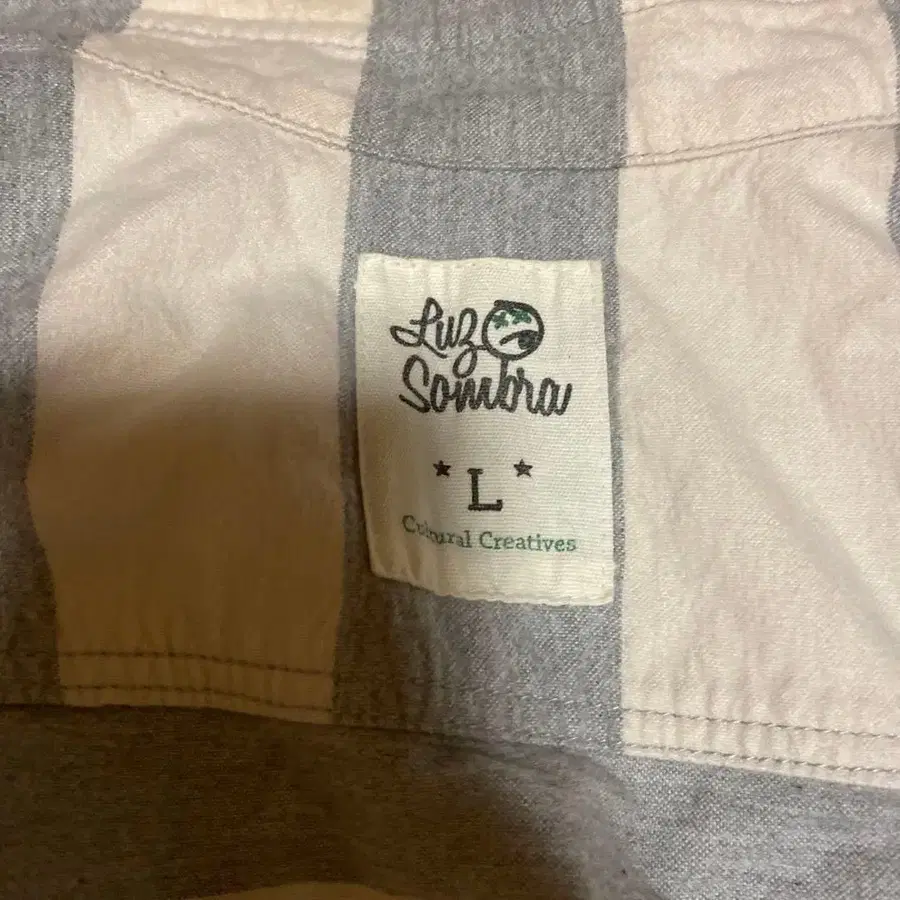 Luz
Sombra
★ L ★
Cultural Creatives